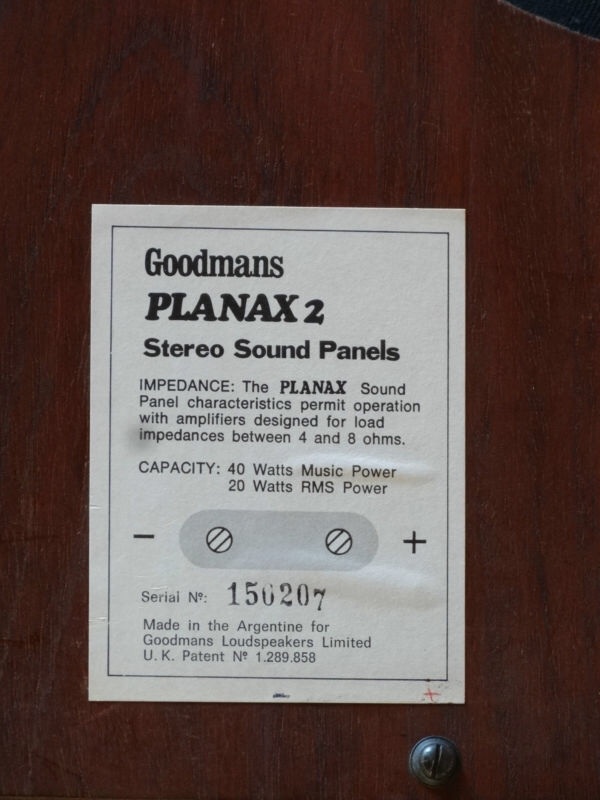 Goodmans
PLANAX 2
Stereo Sound Panels
IMPEDANCE: The PLANAX Sound
Panel characteristics permit operation
with amplifiers designed for load
impedances between 4 and 8 ohms.
CAPACITY: 40 Watts Music Power
20 Watts RMS Power
− +
Serial Nº: 150207
Made in the Argentine for
Goodmans Loudspeakers Limited
U. K. Patent Nº 1.289.858